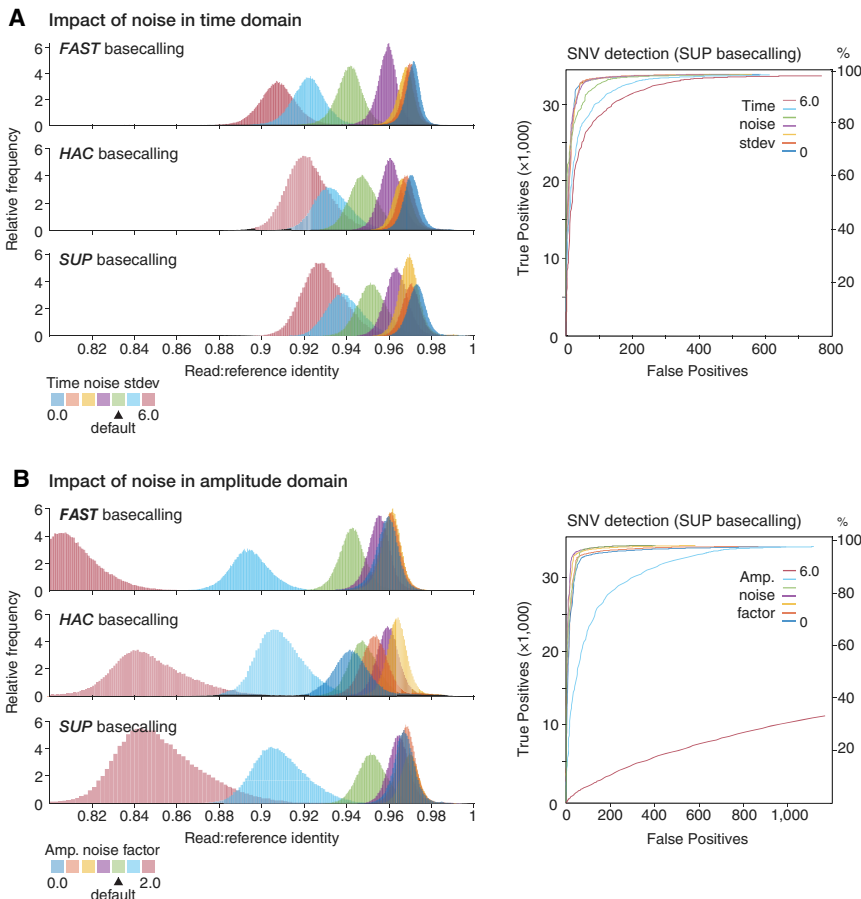 A Impact of noise in time domain
FAST basecalling
6
4
2
0
HAC basecalling
6
4
2
0
SUP basecalling
6
4
2
0
Relative frequency
0.82 0.84 0.86 0.88 0.9 0.92 0.94 0.96 0.98 1
Read:reference identity
Time noise stdev
0.0 6.0
default
SNV detection (SUP basecalling) %
30
20
10
0
True Positives (×1,000)
100
80
60
40
20
Time 6.0
noise
stdev
0
0 200 400 600 800
False Positives
B Impact of noise in amplitude domain
FAST basecalling
6
4
2
0
HAC basecalling
6
4
2
0
SUP basecalling
6
4
2
0
Relative frequency
0.82 0.84 0.86 0.88 0.9 0.92 0.94 0.96 0.98 1
Read:reference identity
Amp. noise factor
0.0 2.0
default
SNV detection (SUP basecalling) %
30
20
10
0
True Positives (×1,000)
100
80
60
40
20
Amp. 6.0
noise
factor
0
0 200 400 600 800 1,000
False Positives